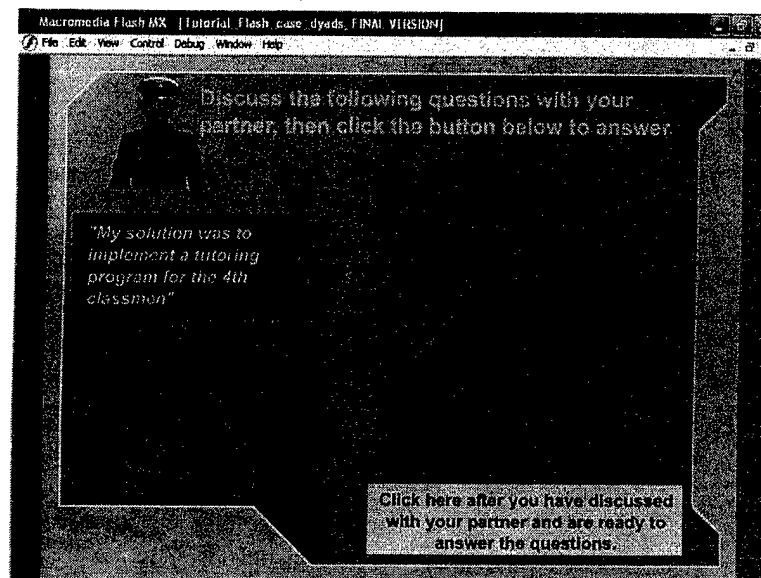 Macromedia Flash MX - [Tutorial_Flash_case_dyads_FINAL VERSION]
File Edit View Control Debug Window Help
Discuss the following questions with your
partner, then click the button below to answer
"My solution was to
implement a tutoring
program for the 4th
classmen"
Click here after you have discussed
with your partner and are ready to
answer the questions.